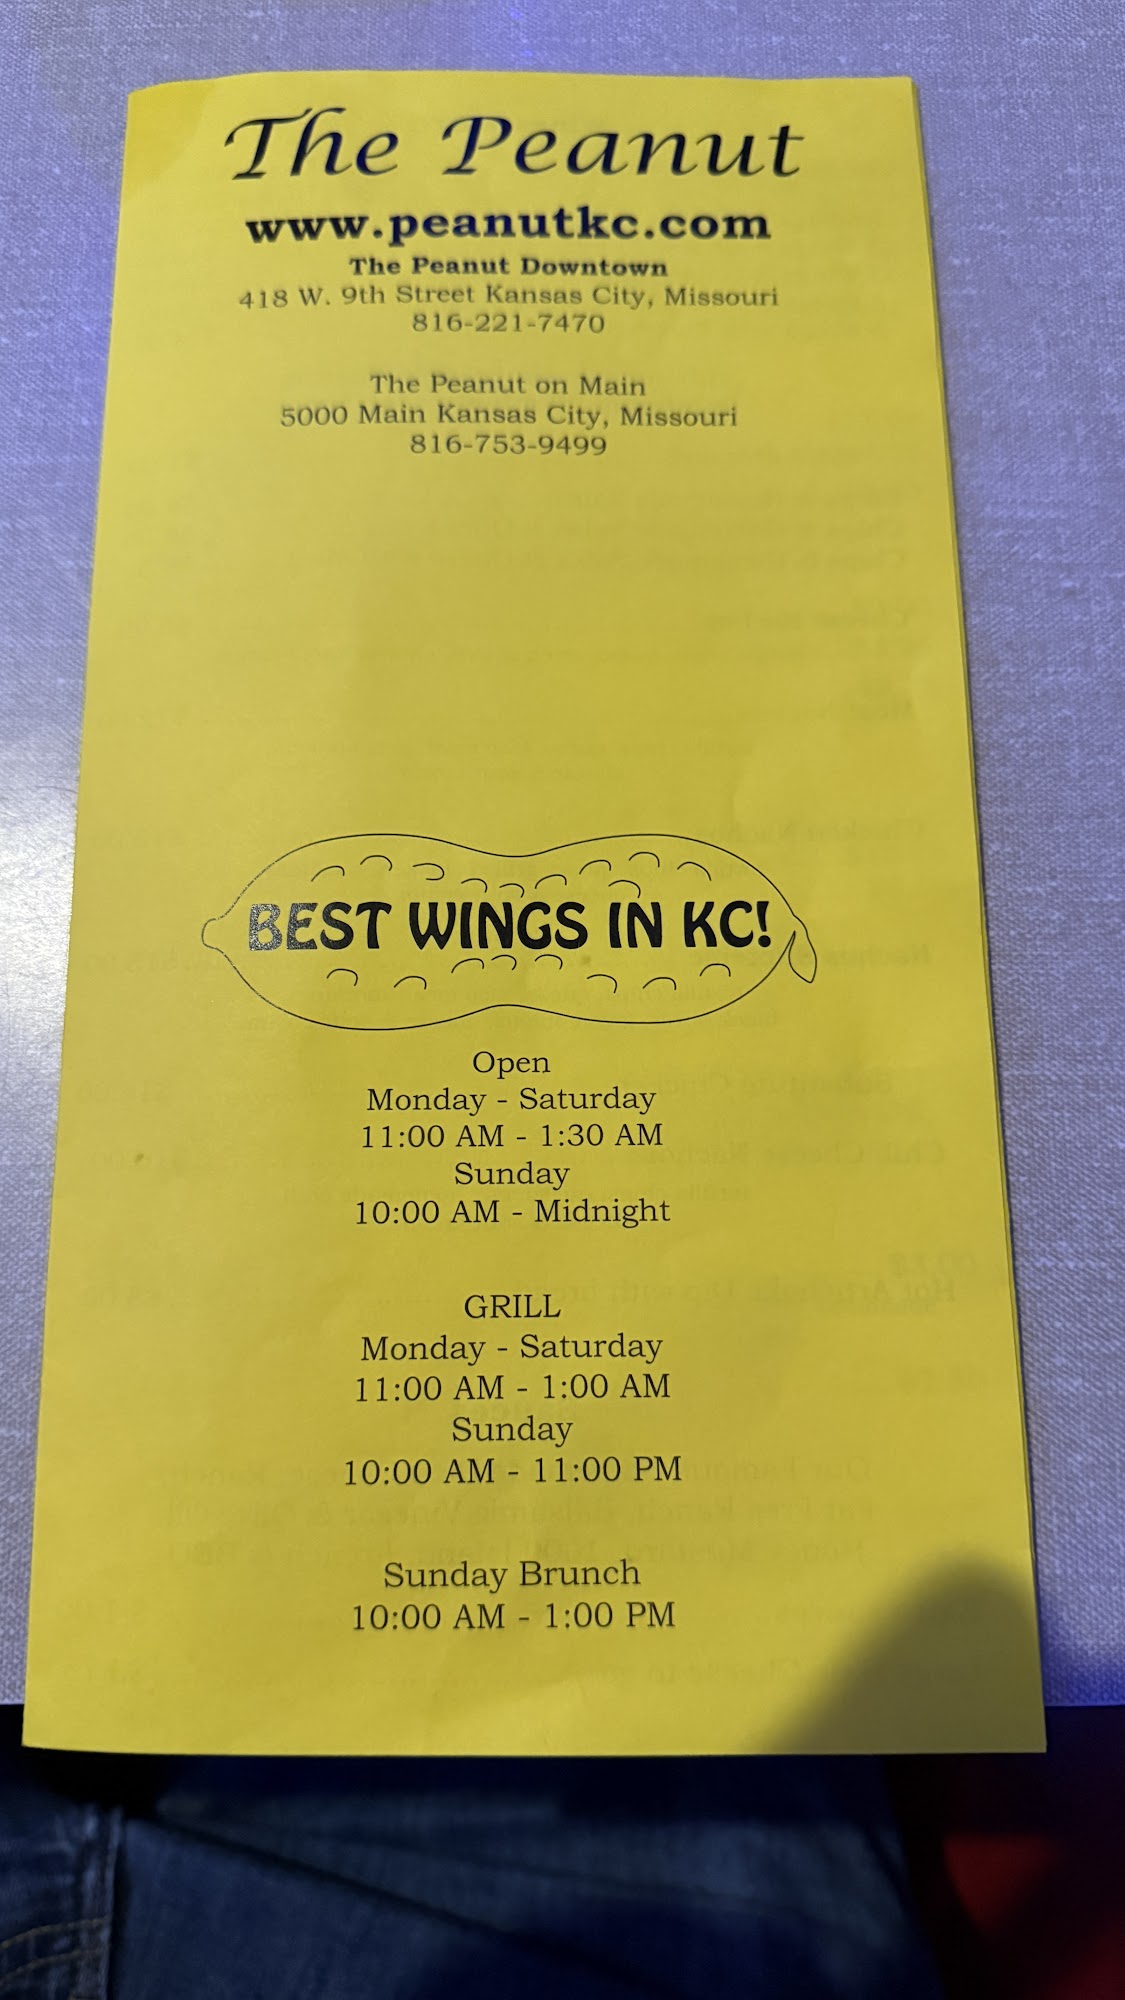 The Peanut
www.peanutkc.com
The Peanut Downtown
418 W. 9th Street Kansas City, Missouri
816-221-7470
The Peanut on Main
5000 Main Kansas City, Missouri
816-753-9499
BEST WINGS IN KC!
Open
Monday - Saturday
11:00 AM - 1:30 AM
Sunday
10:00 AM - Midnight
GRILL
Monday - Saturday
11:00 AM - 1:00 AM
Sunday
10:00 AM - 11:00 PM
Sunday Brunch
10:00 AM - 1:00 PM